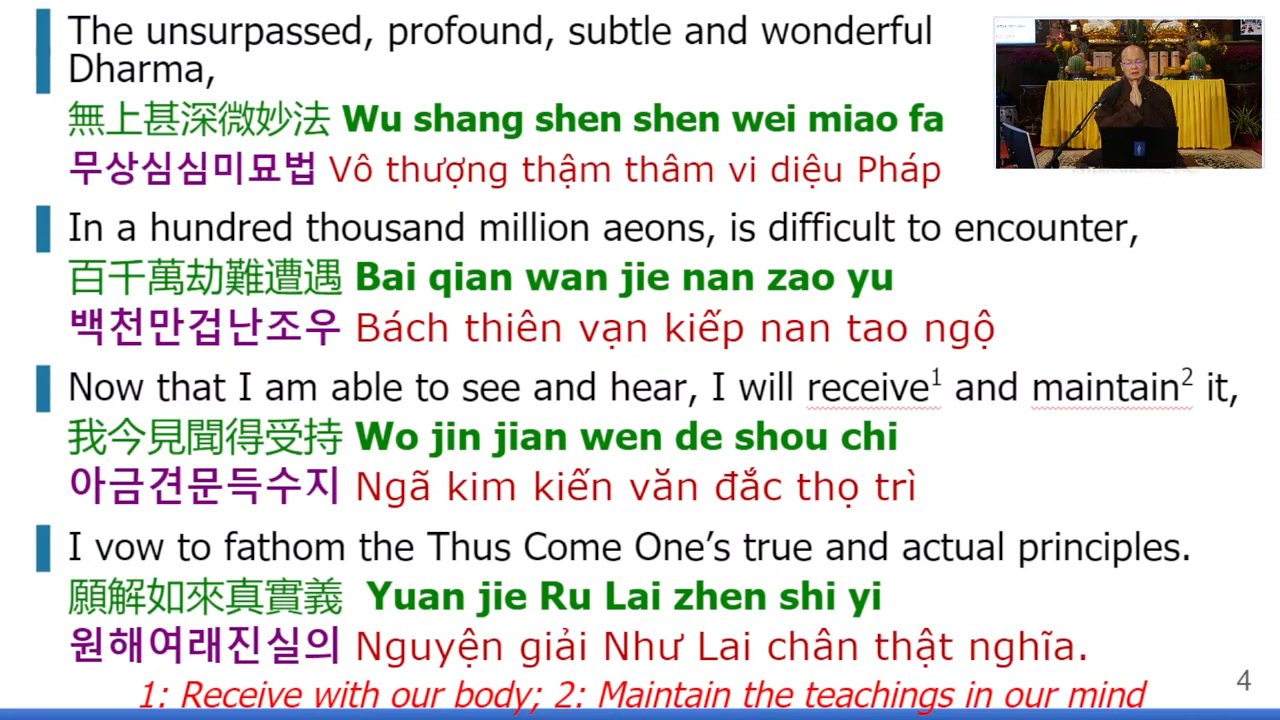 The unsurpassed, profound, subtle and wonderful
Dharma,
無上甚深微妙法 Wu shang shen shen wei miao fa
무상심심미묘법 Vô thượng thậm thâm vi diệu Pháp
In a hundred thousand million aeons, is difficult to encounter,
百千萬劫難遭遇 Bai qian wan jie nan zao yu
백천만겁난조우 Bách thiên vạn kiếp nan tao ngộ
Now that I am able to see and hear, I will receive¹ and maintain² it,
我今見聞得受持 Wo jin jian wen de shou chi
아금견문득수지 Ngã kim kiến văn đắc thọ trì
I vow to fathom the Thus Come One’s true and actual principles.
願解如來真實義 Yuan jie Ru Lai zhen shi yi
원해여래진실의 Nguyện giải Như Lai chân thật nghĩa.
1: Receive with our body; 2: Maintain the teachings in our mind
4